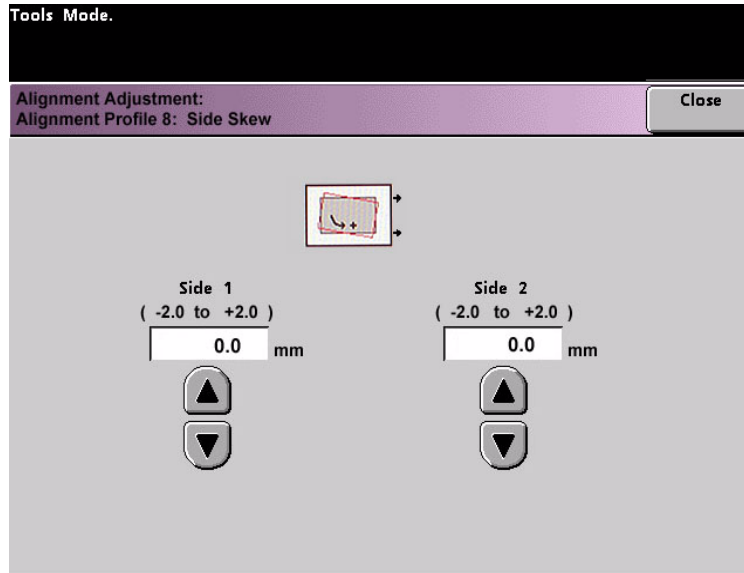 Tools Mode.
Alignment Adjustment:
Alignment Profile 8: Side Skew
Close
Side 1
( -2.0 to +2.0 )
0.0 mm
Side 2
( -2.0 to +2.0 )
0.0 mm